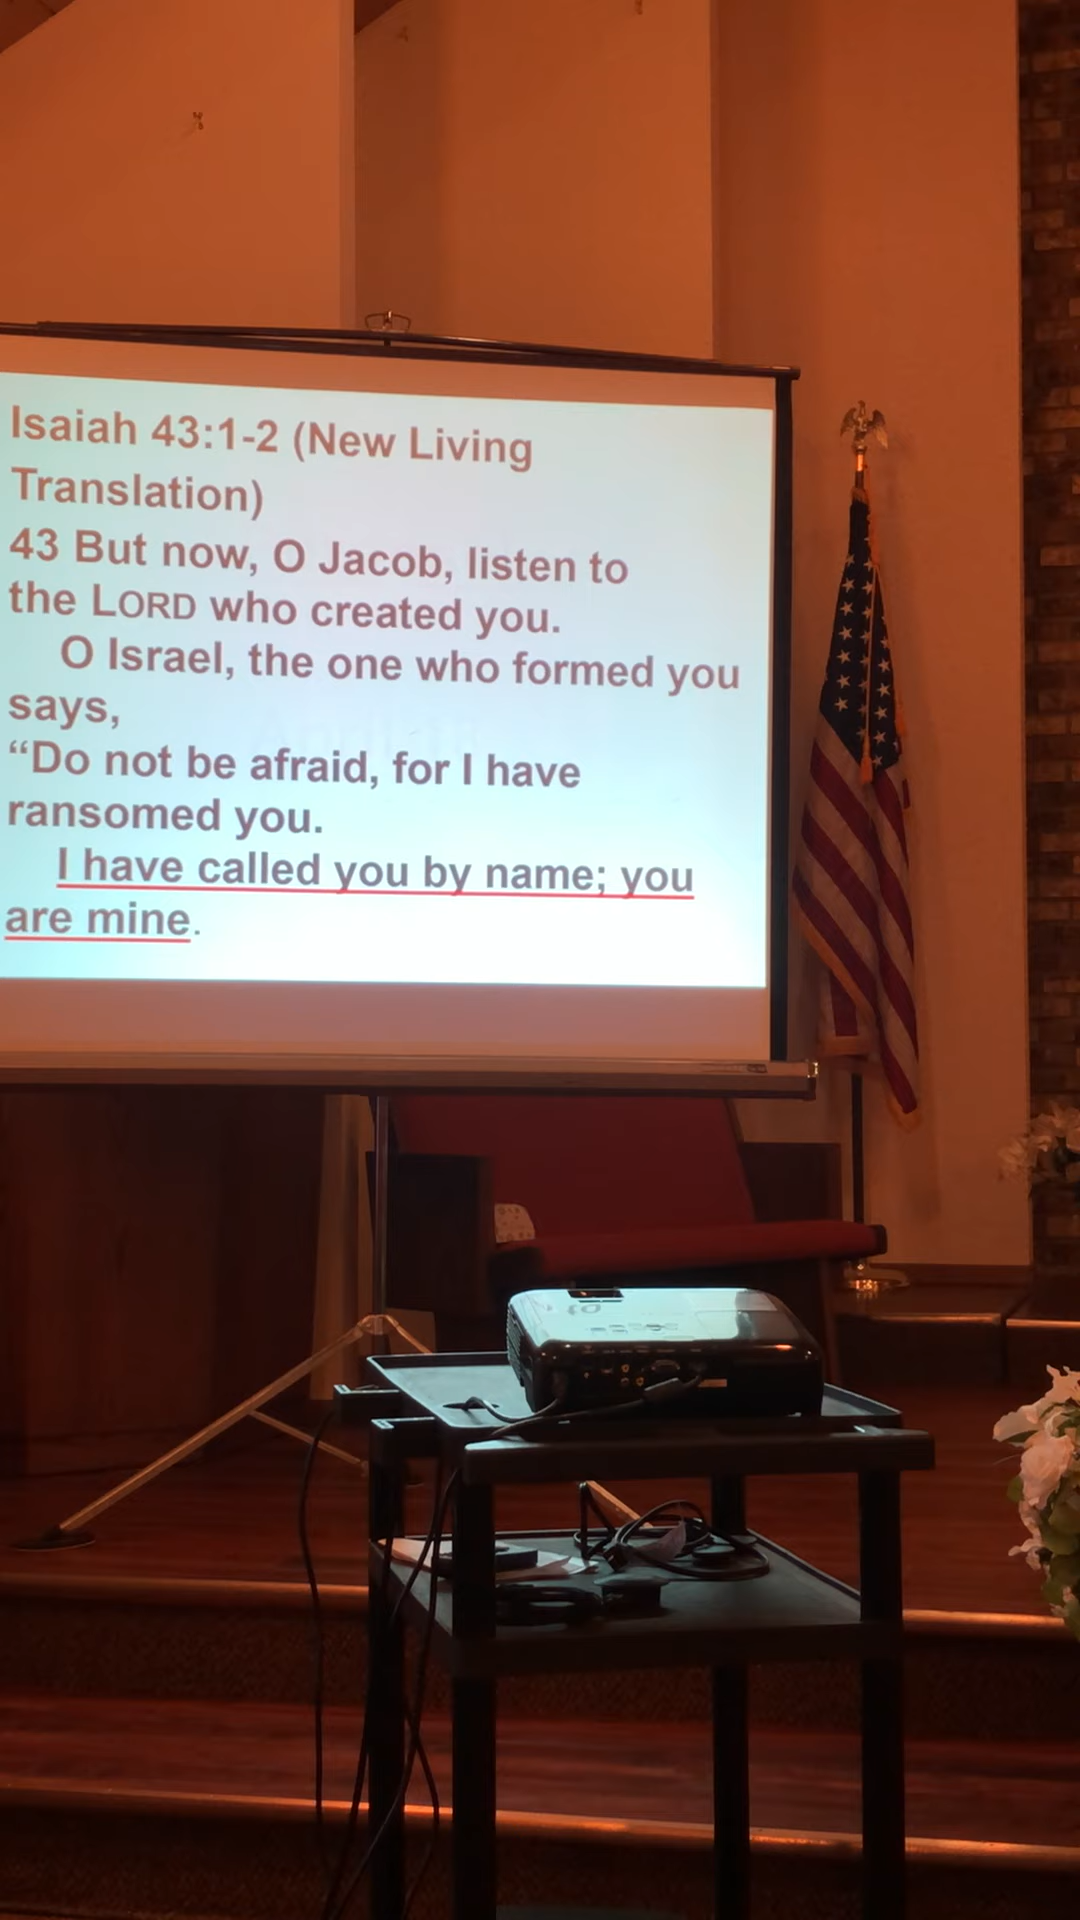 Isaiah 43:1-2 (New Living
Translation)
43 But now, O Jacob, listen to
the LORD who created you.
O Israel, the one who formed you
says,
“Do not be afraid, for I have
ransomed you.
I have called you by name; you
are mine.